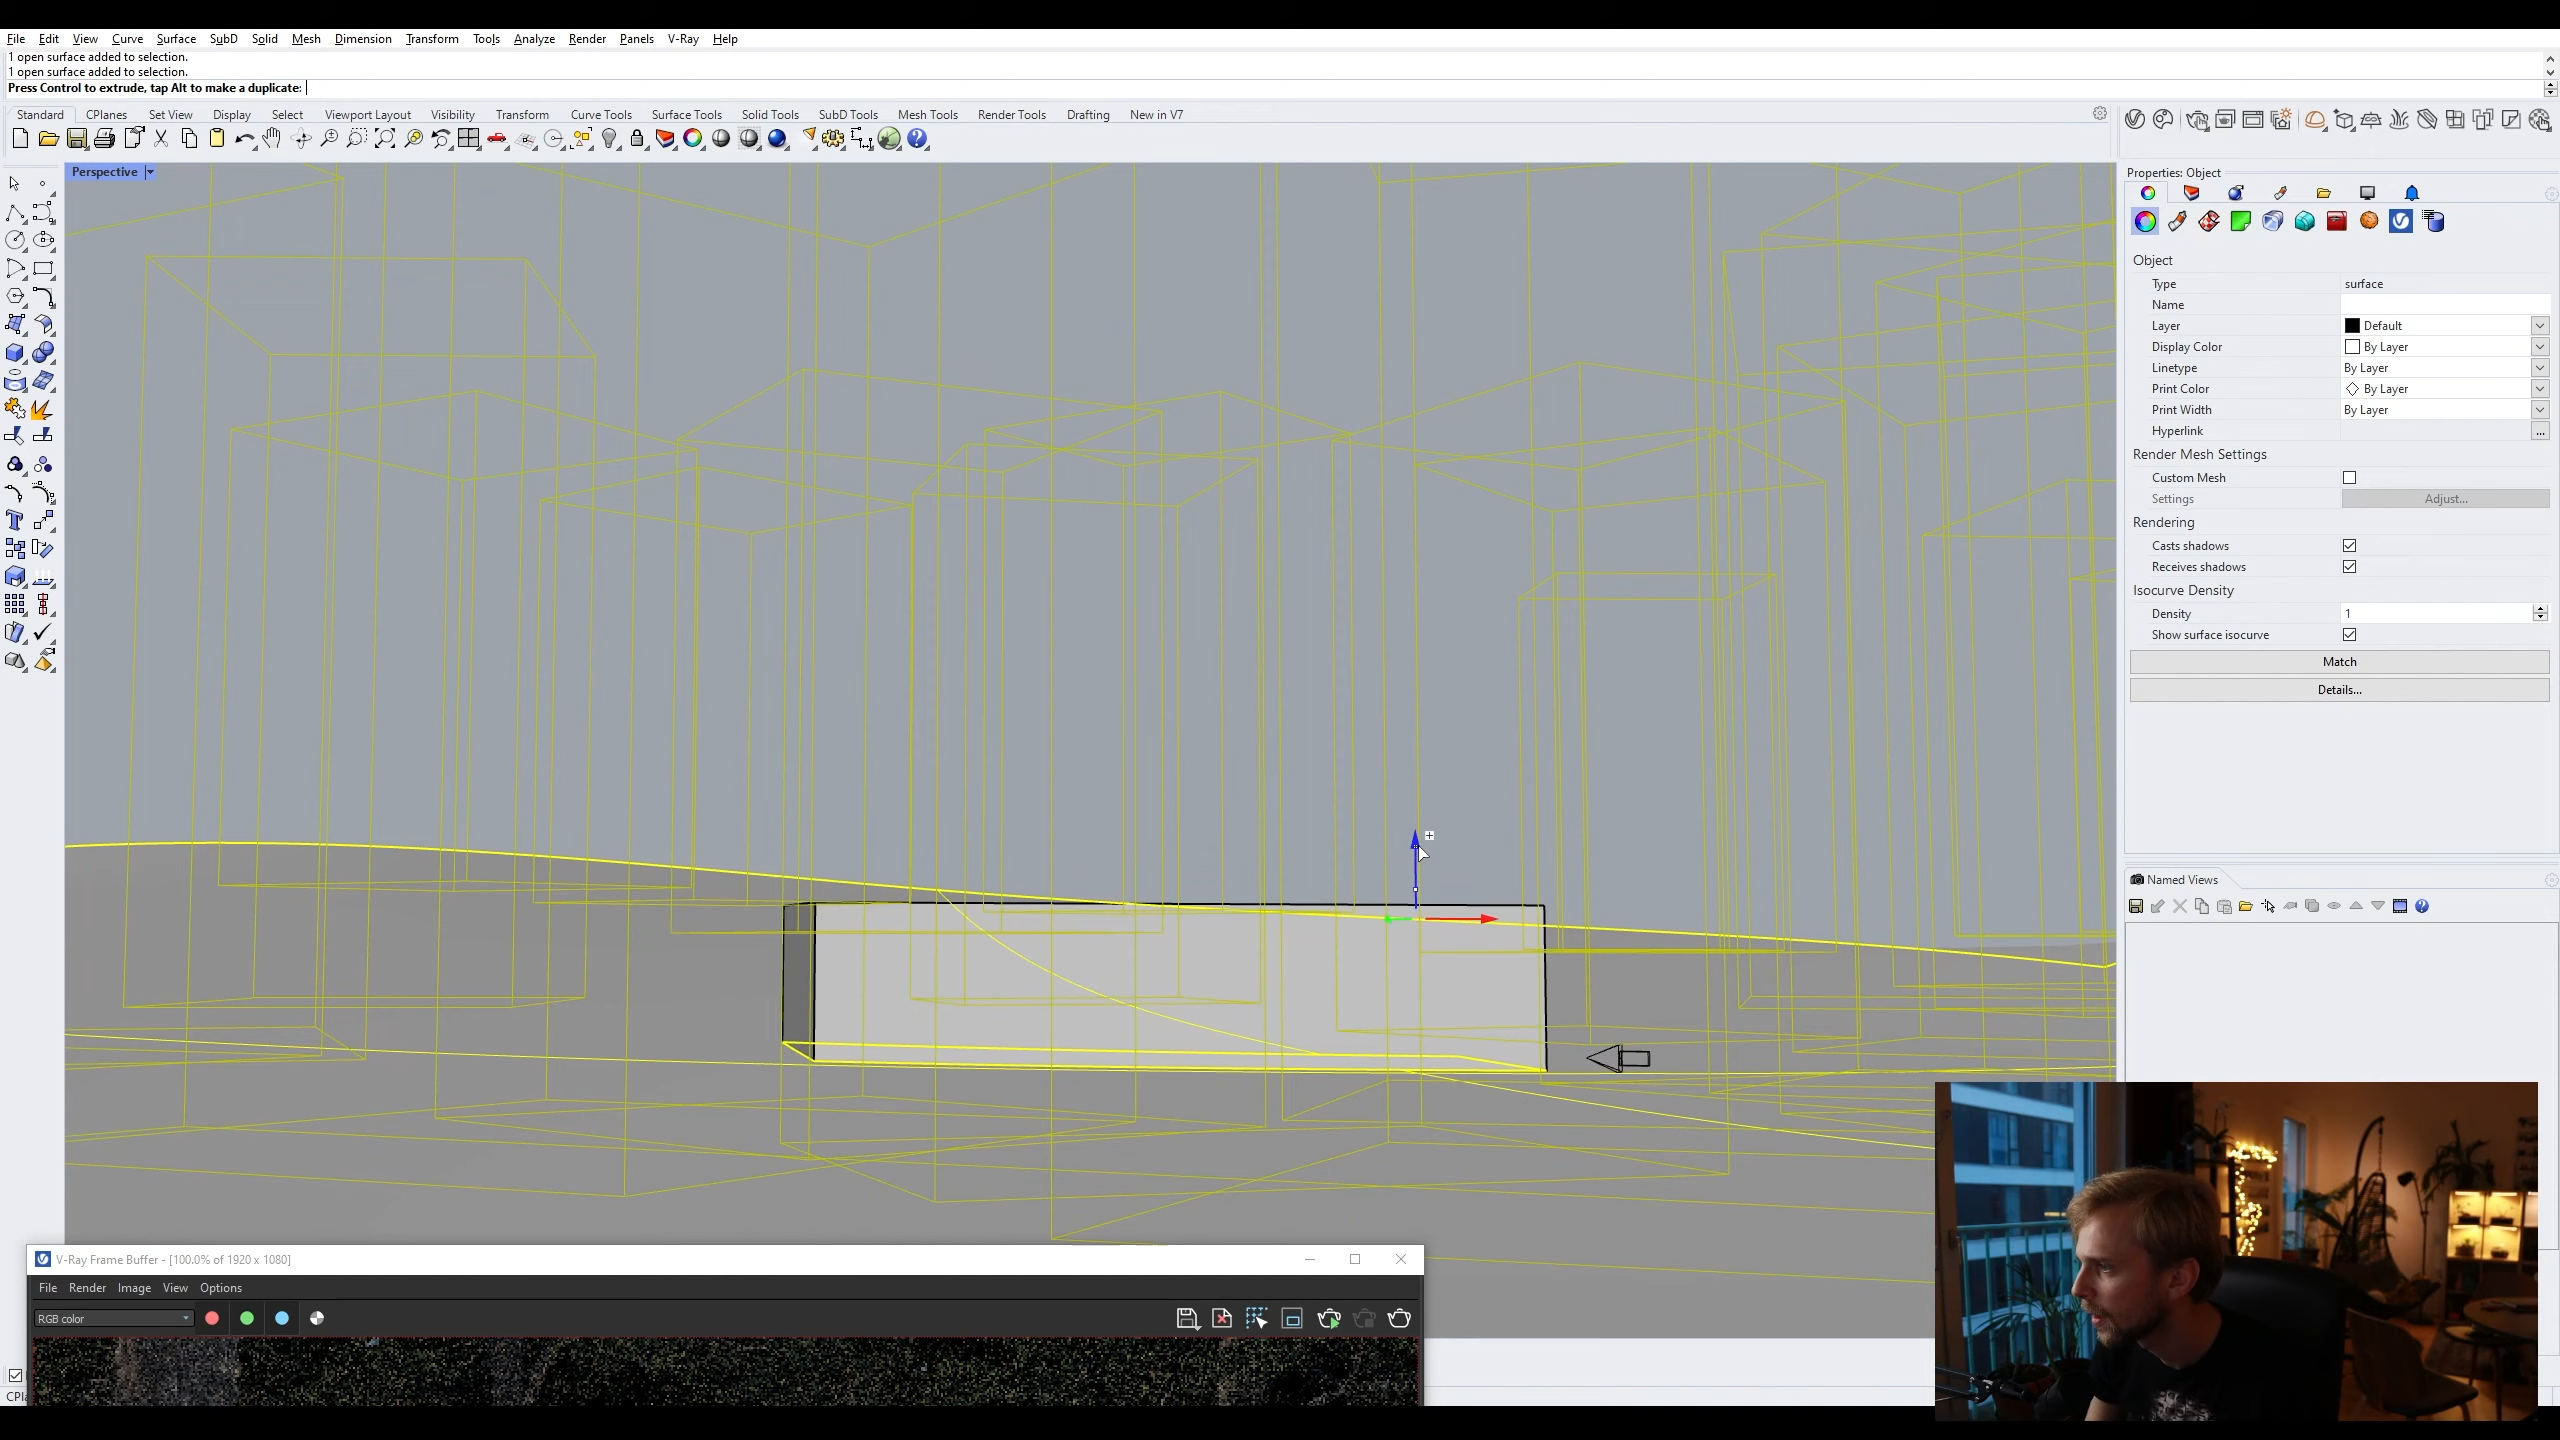 File Edit View Curve Surface SubD Solid Mesh Dimension Transform Tools Analyze Render Panels V-Ray Help
1 open surface added to selection.
1 open surface added to selection.
Press Control to extrude, tap Alt to make a duplicate:
Standard CPlanes Set View Display Select Viewport Layout Visibility Transform Curve Tools Surface Tools Solid Tools SubD Tools Mesh Tools Render Tools Drafting New in V7
Perspective
Properties: Object
Object
Type surface
Name
Layer Default
Display Color By Layer
Linetype By Layer
Print Color By Layer
Print Width By Layer
Hyperlink ...
Render Mesh Settings
Custom Mesh
Settings Adjust...
Rendering
Casts shadows
Receives shadows
Isocurve Density
Density 1
Show surface isocurve
Match
Details...
Named Views
V-Ray Frame Buffer - [100.0% of 1920 x 1080]
File Render Image View Options
RGB color
CPla